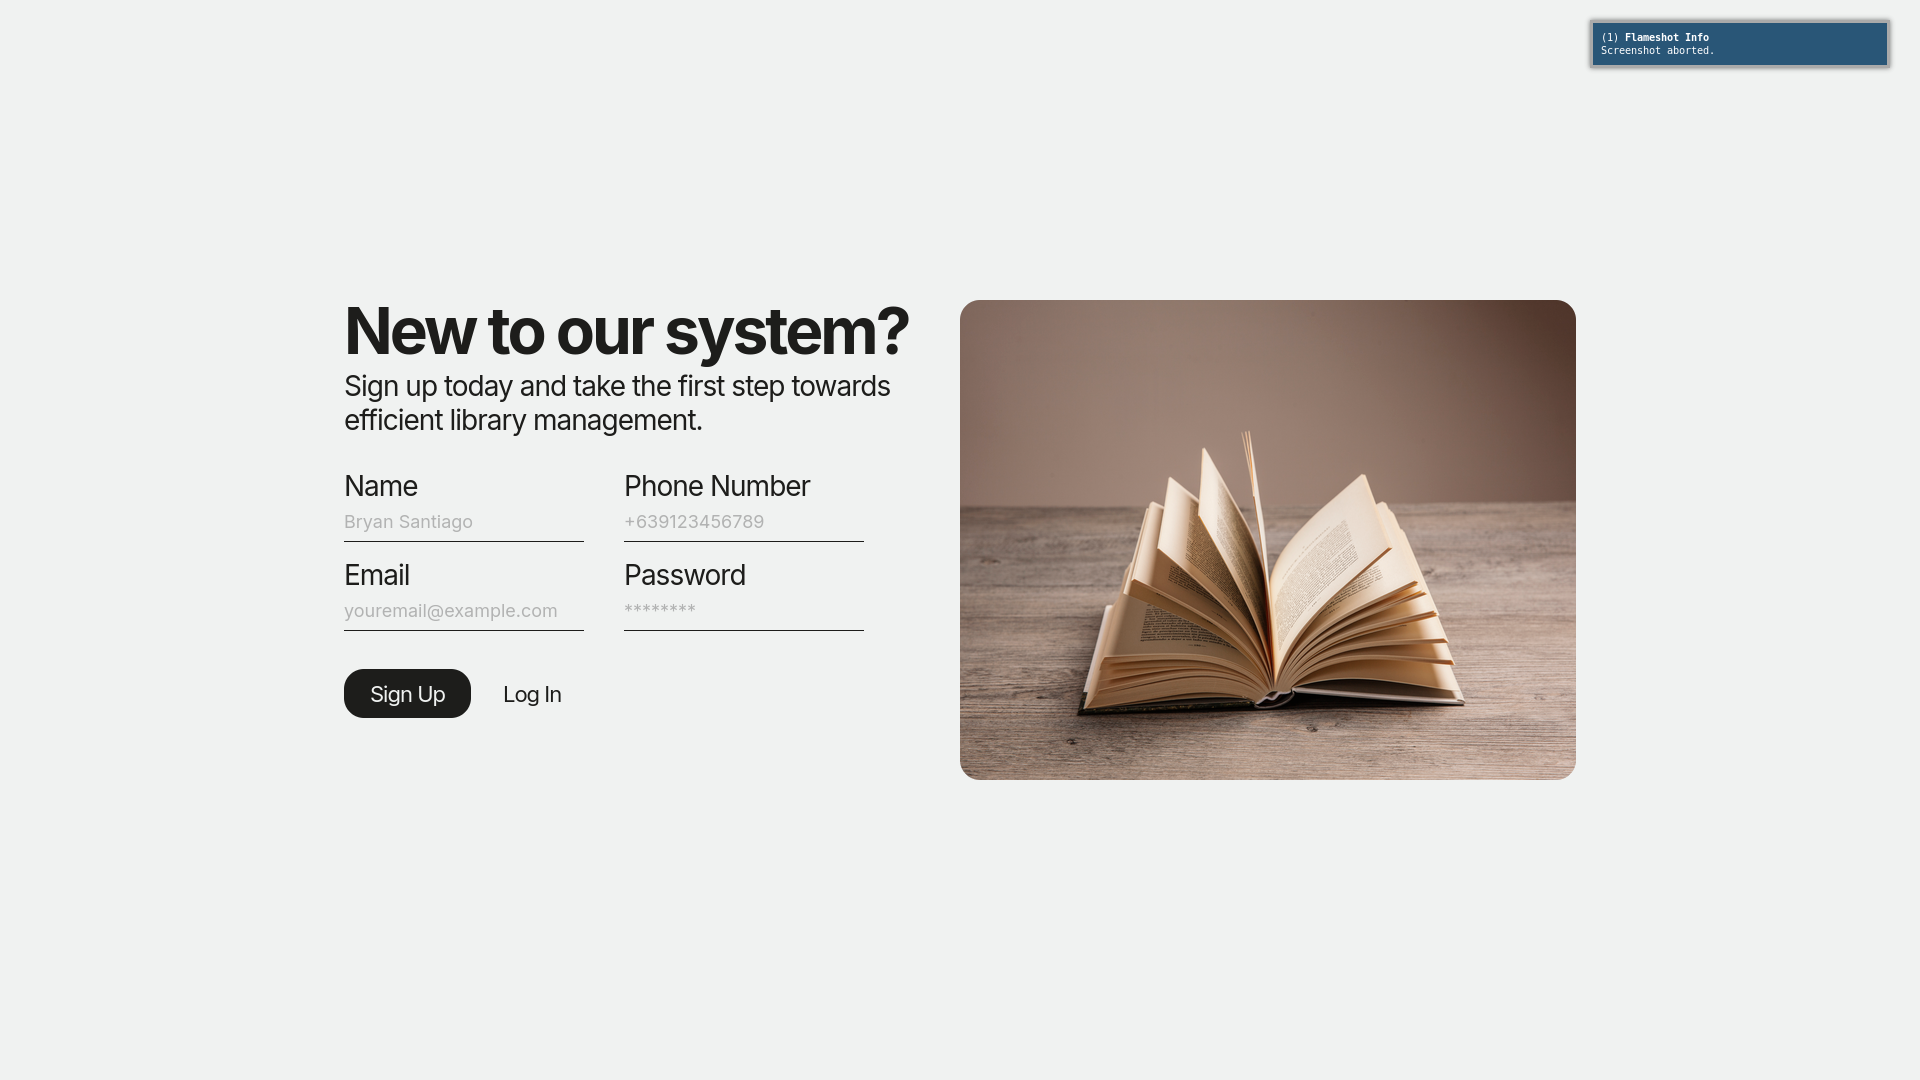 (1) Flameshot Info
Screenshot aborted.
New to our system?
Sign up today and take the first step towards
efficient library management.
Name
Phone Number
Bryan Santiago
+639123456789
Email
Password
youremail@example.com
********
Sign Up
Log In